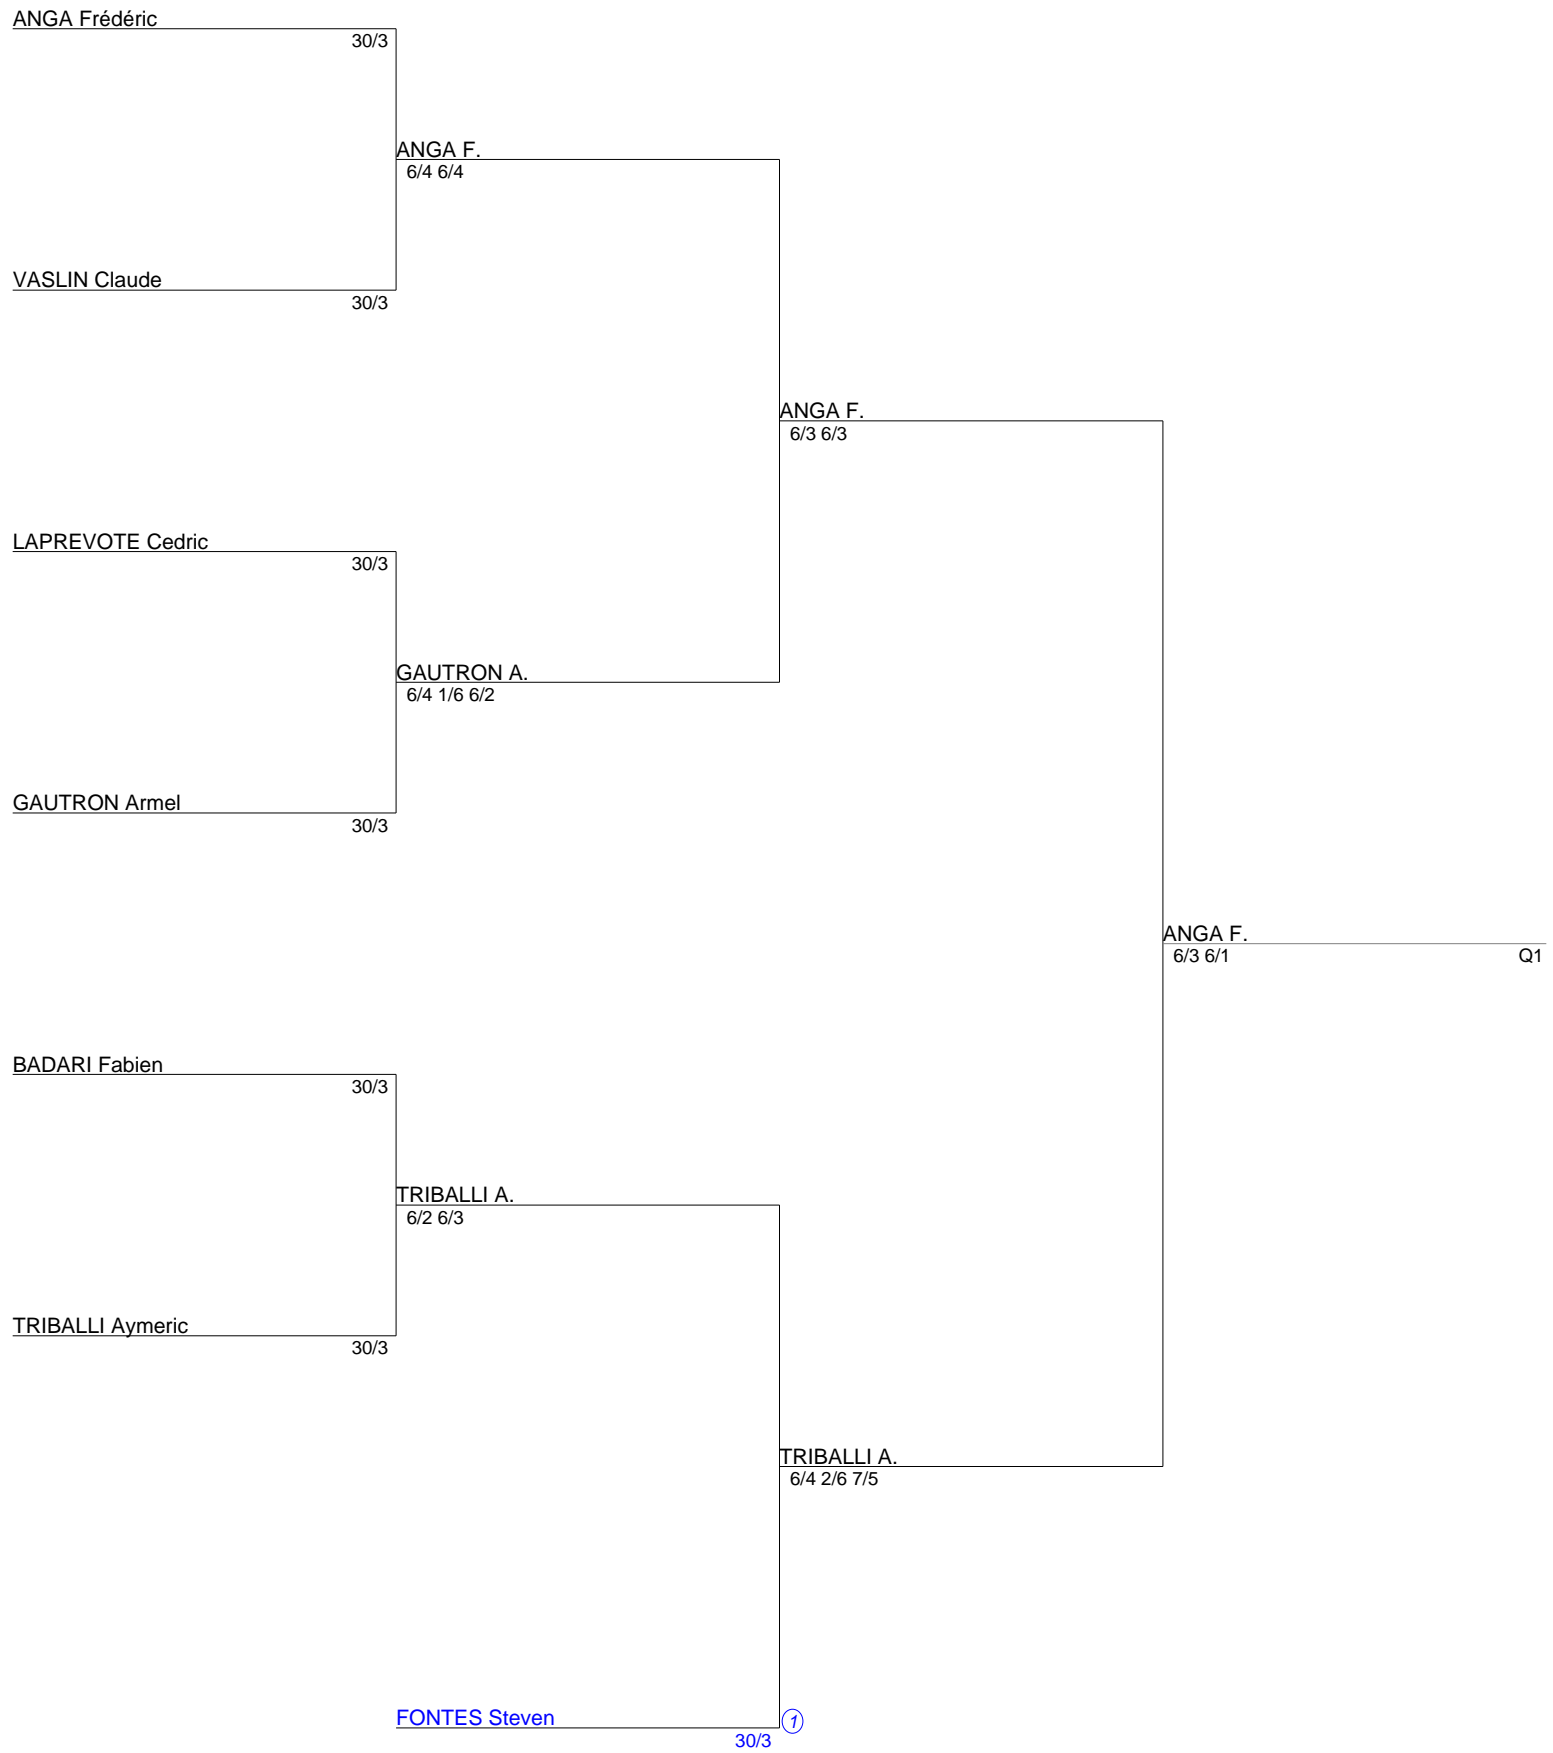 ANGA Frédéric
30/3
ANGA F.
6/4 6/4
VASLIN Claude
30/3
ANGA F.
6/3 6/3
LAPREVOTE Cedric
30/3
GAUTRON A.
6/4 1/6 6/2
GAUTRON Armel
30/3
ANGA F.
6/3 6/1
Q1
BADARI Fabien
30/3
TRIBALLI A.
6/2 6/3
TRIBALLI Aymeric
30/3
TRIBALLI A.
6/4 2/6 7/5
FONTES Steven
1
30/3